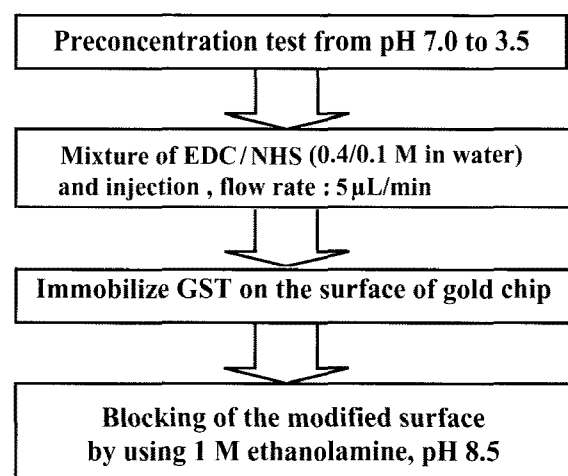 Preconcentration test from pH 7.0 to 3.5
Mixture of EDC/NHS (0.4/0.1 M in water)
and injection , flow rate : 5 µL/min
Immobilize GST on the surface of gold chip
Blocking of the modified surface
by using 1 M ethanolamine, pH 8.5